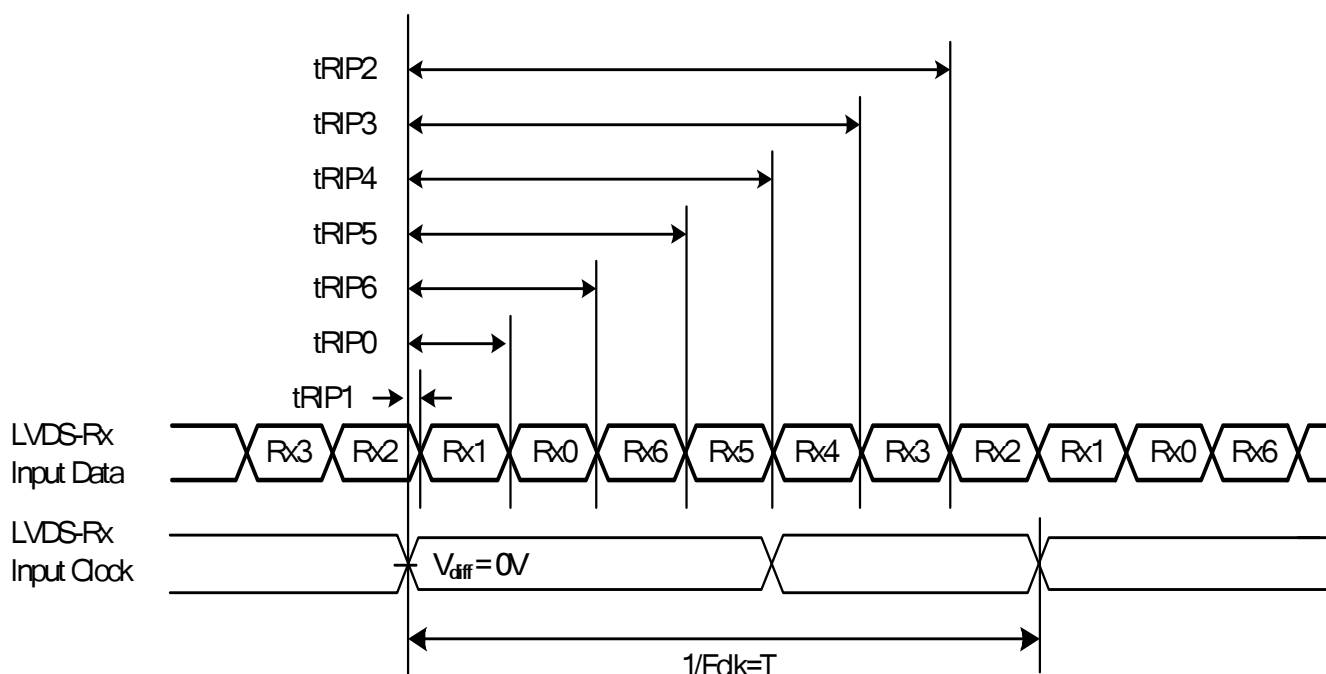 tRIP2
tRIP3
tRIP4
tRIP5
tRIP6
tRIP0
tRIP1
LVDS-Rx
Input Data
Rx3 Rx2 Rx1 Rx0 Rx6 Rx5 Rx4 Rx3 Rx2 Rx1 Rx0 Rx6
LVDS-Rx
Input Clock
Vdiff = 0V
1/Fclk=T